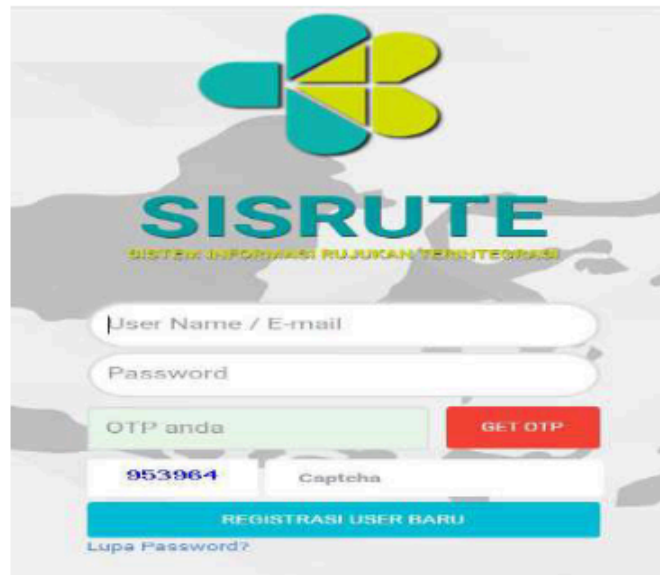 SISRUTE
SISTEM INFORMASI RUJUKAN TERINTEGRASI
User Name / E-mail
Password
OTP anda GET OTP
953964 Captcha
REGISTRASI USER BARU
Lupa Password?